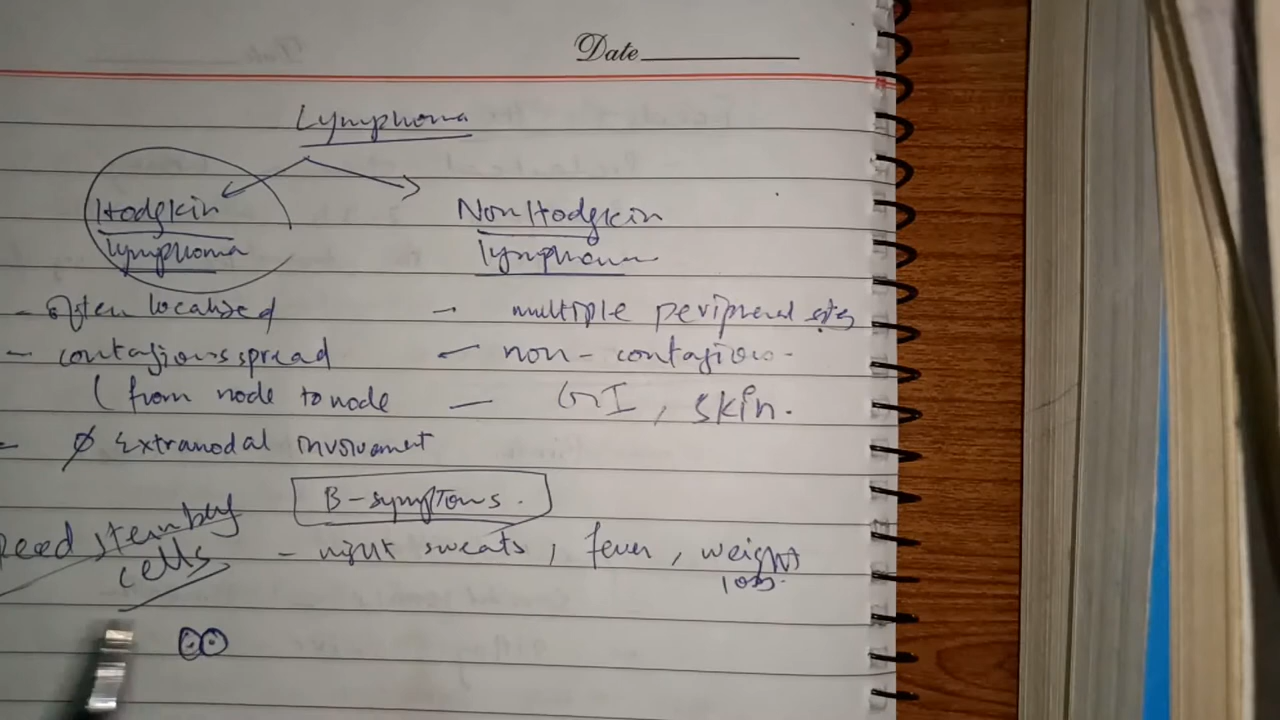 Date
Lymphoma
Hodgkin Lymphoma
Non Hodgkin lymphoma
- often localised
- multiple peripheral sites
- contagious spread
- non-contagious-
( from node to node
- GI, skin.
- ∅ Extranodal involvment
B-symptoms.
Reed sternberg cells
- night sweats, fever, weight loss.